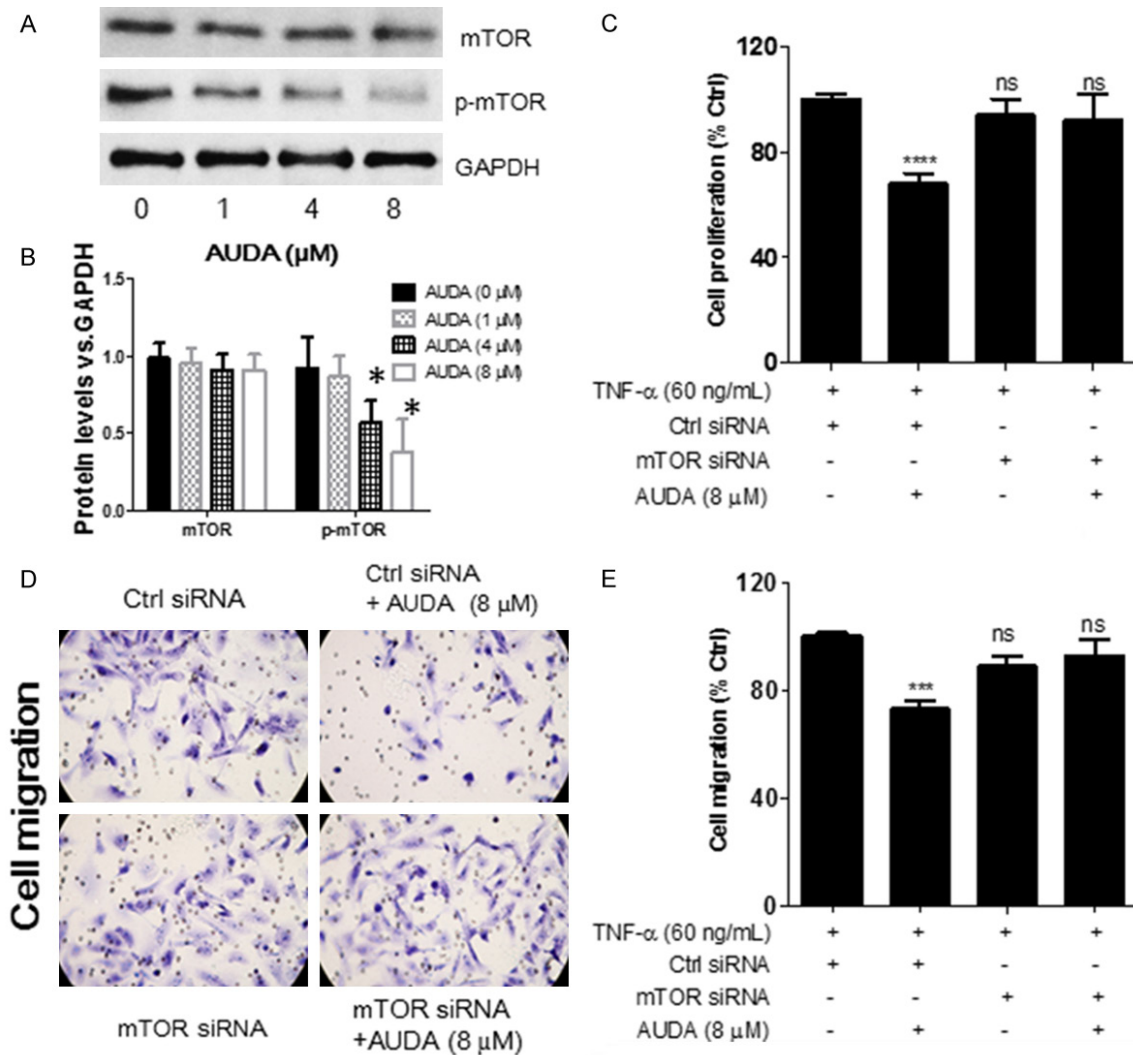 A
mTOR
p-mTOR
GAPDH
0 1 4 8
AUDA (µM)
B
Protein levels vs.GAPDH
1.5
1.0
0.5
0.0
AUDA (0 µM)
AUDA (1 µM)
AUDA (4 µM)
AUDA (8 µM)
*
*
mTOR p-mTOR
C
Cell proliferation (% Ctrl)
120
80
40
0
****
ns
ns
TNF-α (60 ng/mL) + + + +
Ctrl siRNA + + - -
mTOR siRNA - - + +
AUDA (8 µM) - + - +
D
Ctrl siRNA
Ctrl siRNA
+ AUDA (8 µM)
Cell migration
mTOR siRNA
mTOR siRNA
+AUDA (8 µM)
E
Cell migration (% Ctrl)
120
80
40
0
***
ns
ns
TNF-α (60 ng/mL) + + + +
Ctrl siRNA + + - -
mTOR siRNA - - + +
AUDA (8 µM) - + - +